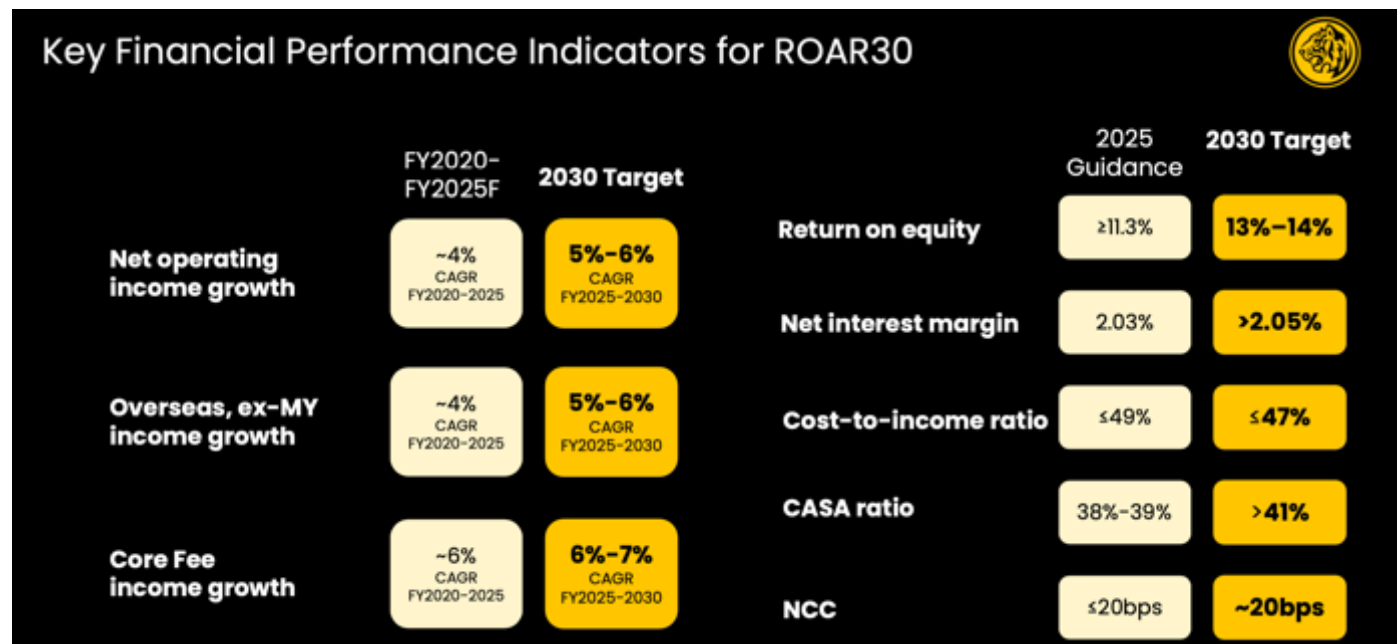 Key Financial Performance Indicators for ROAR30
FY2020-
FY2025F
2030 Target
Net operating
income growth
~4%
CAGR
FY2020-2025
5%-6%
CAGR
FY2025-2030
Overseas, ex-MY
income growth
~4%
CAGR
FY2020-2025
5%-6%
CAGR
FY2025-2030
Core Fee
income growth
~6%
CAGR
FY2020-2025
6%-7%
CAGR
FY2025-2030
2025
Guidance
2030 Target
Return on equity
≥11.3%
13%–14%
Net interest margin
2.03%
>2.05%
Cost-to-income ratio
≤49%
≤47%
CASA ratio
38%-39%
>41%
NCC
≤20bps
~20bps